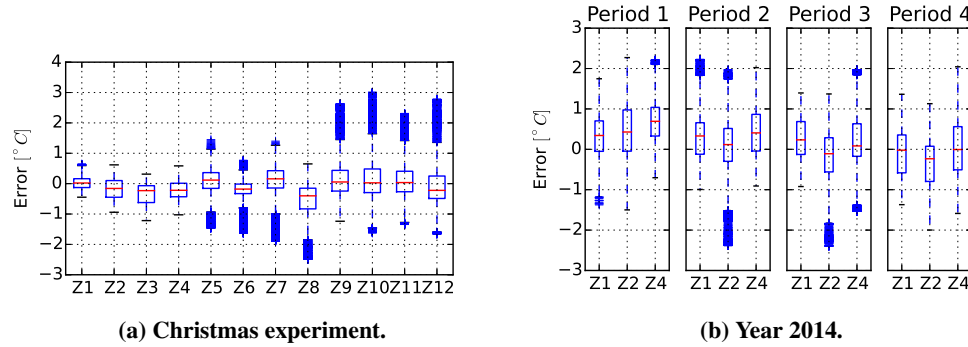 Period 1 Period 2 Period 3 Period 4
4
3
2
1
0
−1
−2
−3
Error [°C]
Z1 Z2 Z3 Z4 Z5 Z6 Z7 Z8 Z9 Z10 Z11 Z12
3
2
1
0
−1
−2
−3
Error [°C]
Z1 Z2 Z4 Z1 Z2 Z4 Z1 Z2 Z4 Z1 Z2 Z4
(a) Christmas experiment.
(b) Year 2014.